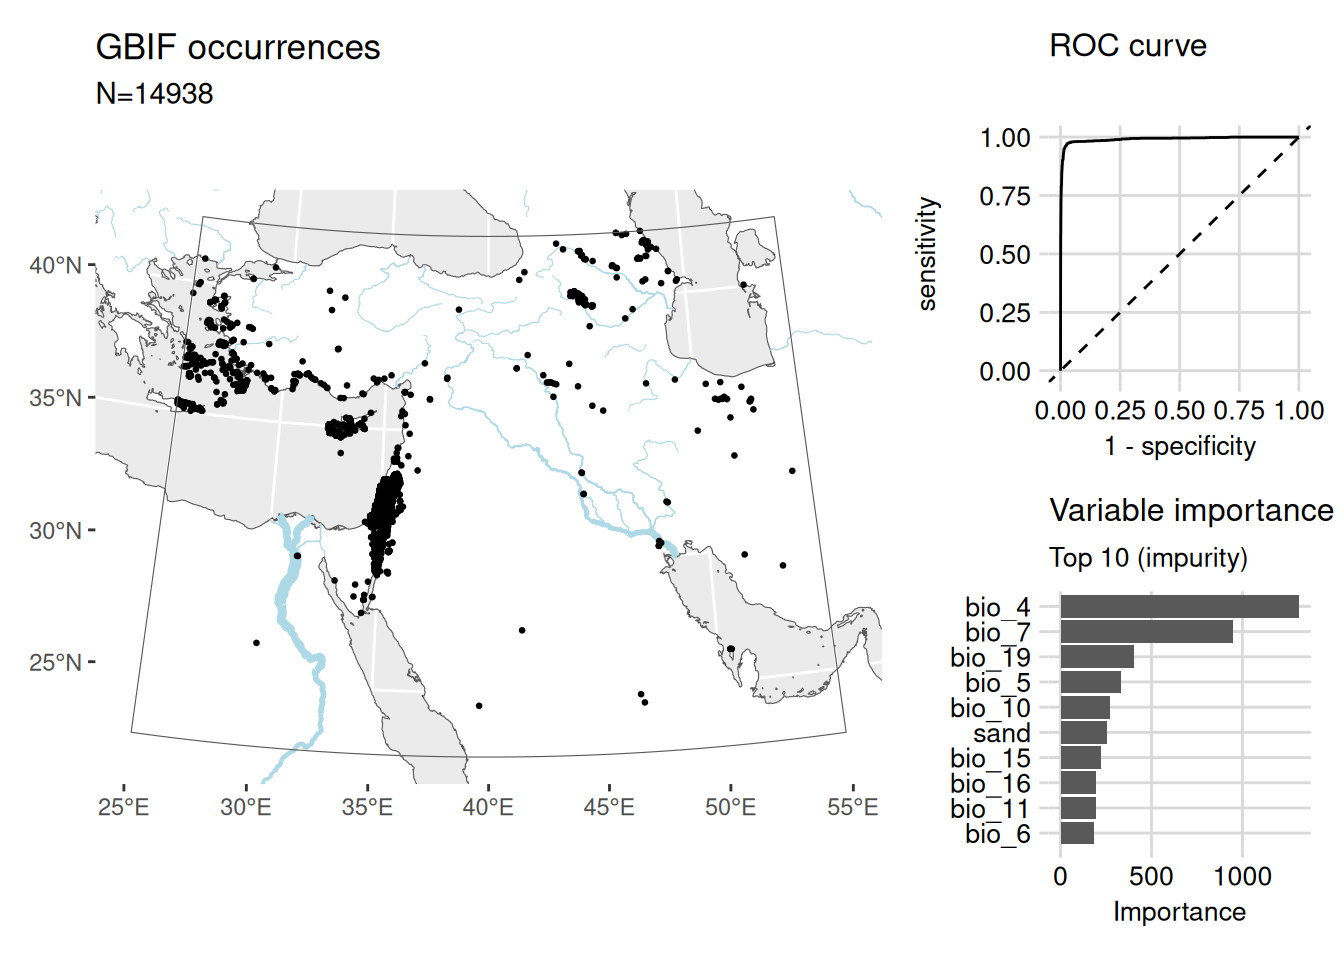 GBIF occurrences
N=14938
40°N
35°N
30°N
25°N
25°E 30°E 35°E 40°E 45°E 50°E 55°E
ROC curve
1.00
0.75
0.50
0.25
0.00
sensitivity
0.00 0.25 0.50 0.75 1.00
1 - specificity
Variable importance
Top 10 (impurity)
bio_4
bio_7
bio_19
bio_5
bio_10
sand
bio_15
bio_16
bio_11
bio_6
0 500 1000
Importance